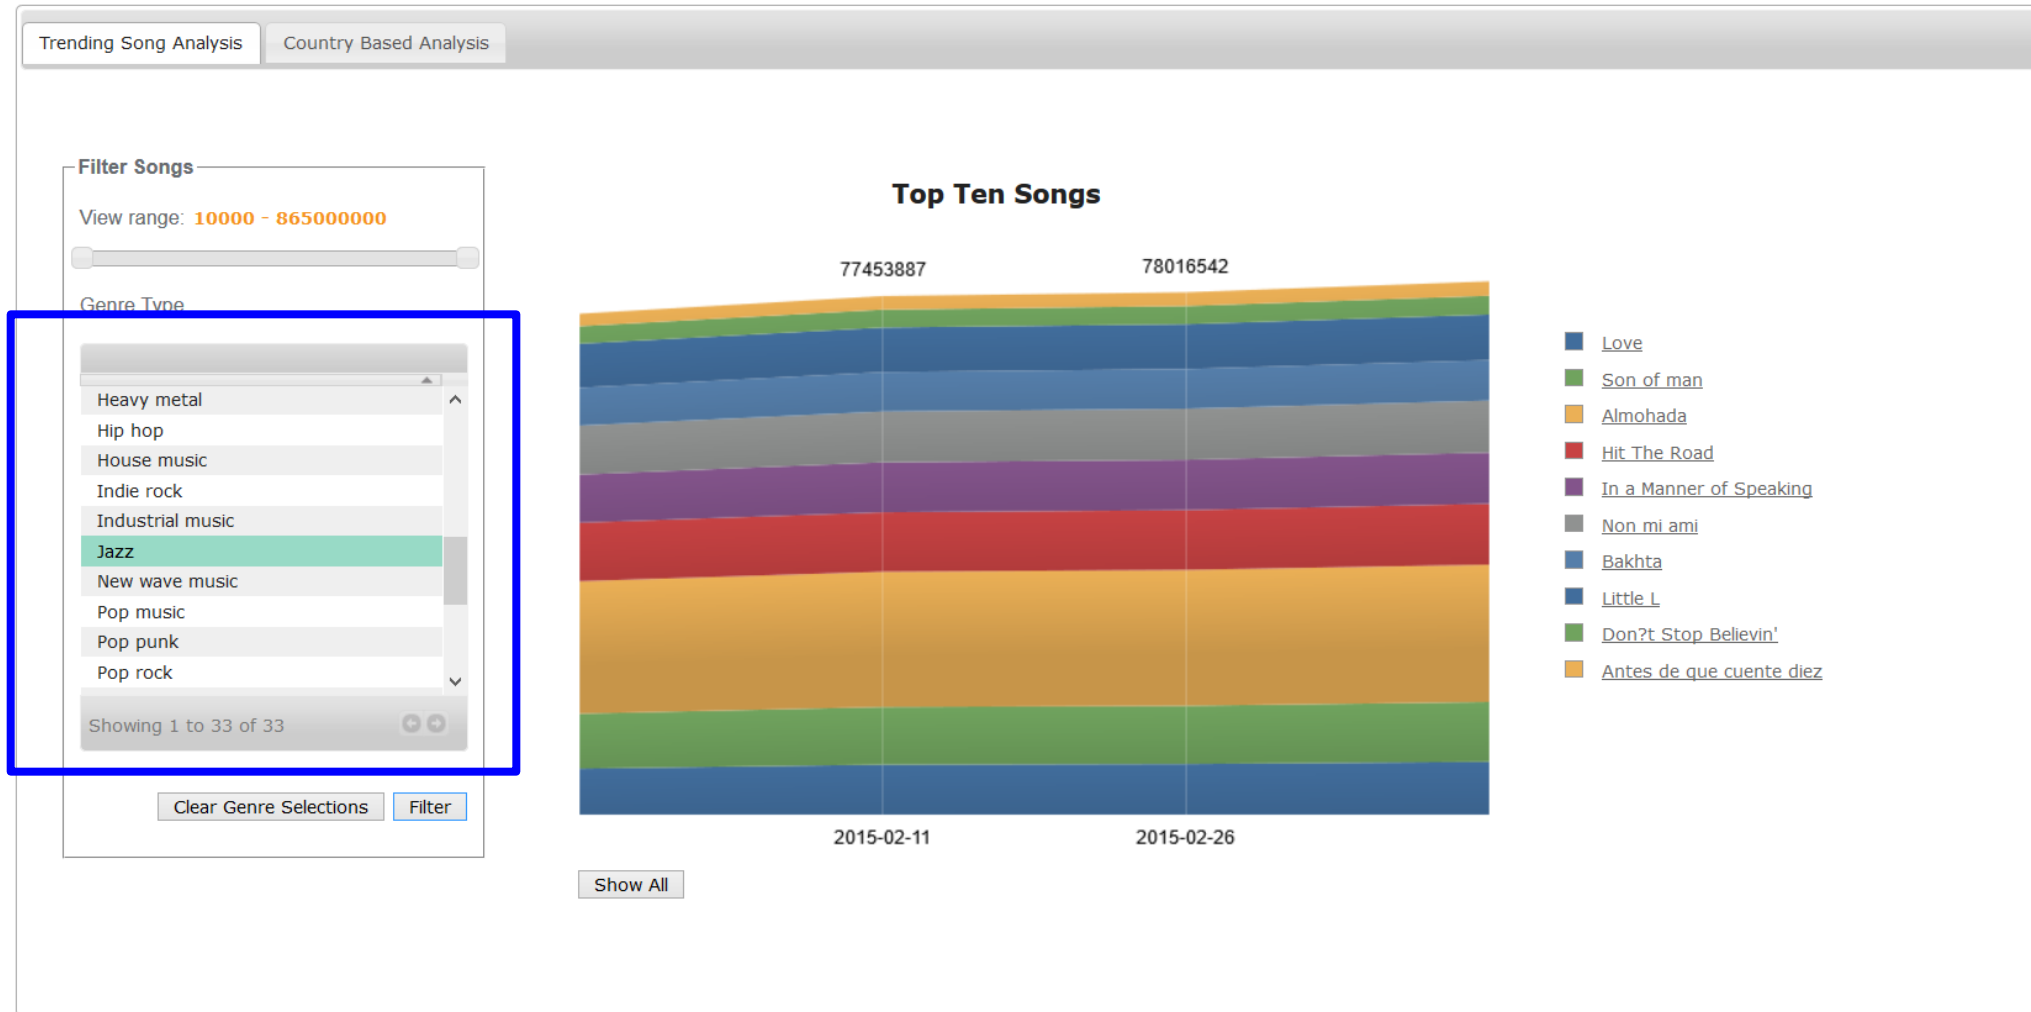 Trending Song Analysis
Country Based Analysis
Filter Songs
View range: 10000 - 865000000
Genre Type
Heavy metal
Hip hop
House music
Indie rock
Industrial music
Jazz
New wave music
Pop music
Pop punk
Pop rock
Showing 1 to 33 of 33
Clear Genre Selections
Filter
Top Ten Songs
77453887
78016542
2015-02-11
2015-02-26
Show All
Love
Son of man
Almohada
Hit The Road
In a Manner of Speaking
Non mi ami
Bakhta
Little L
Don?t Stop Believin'
Antes de que cuente diez